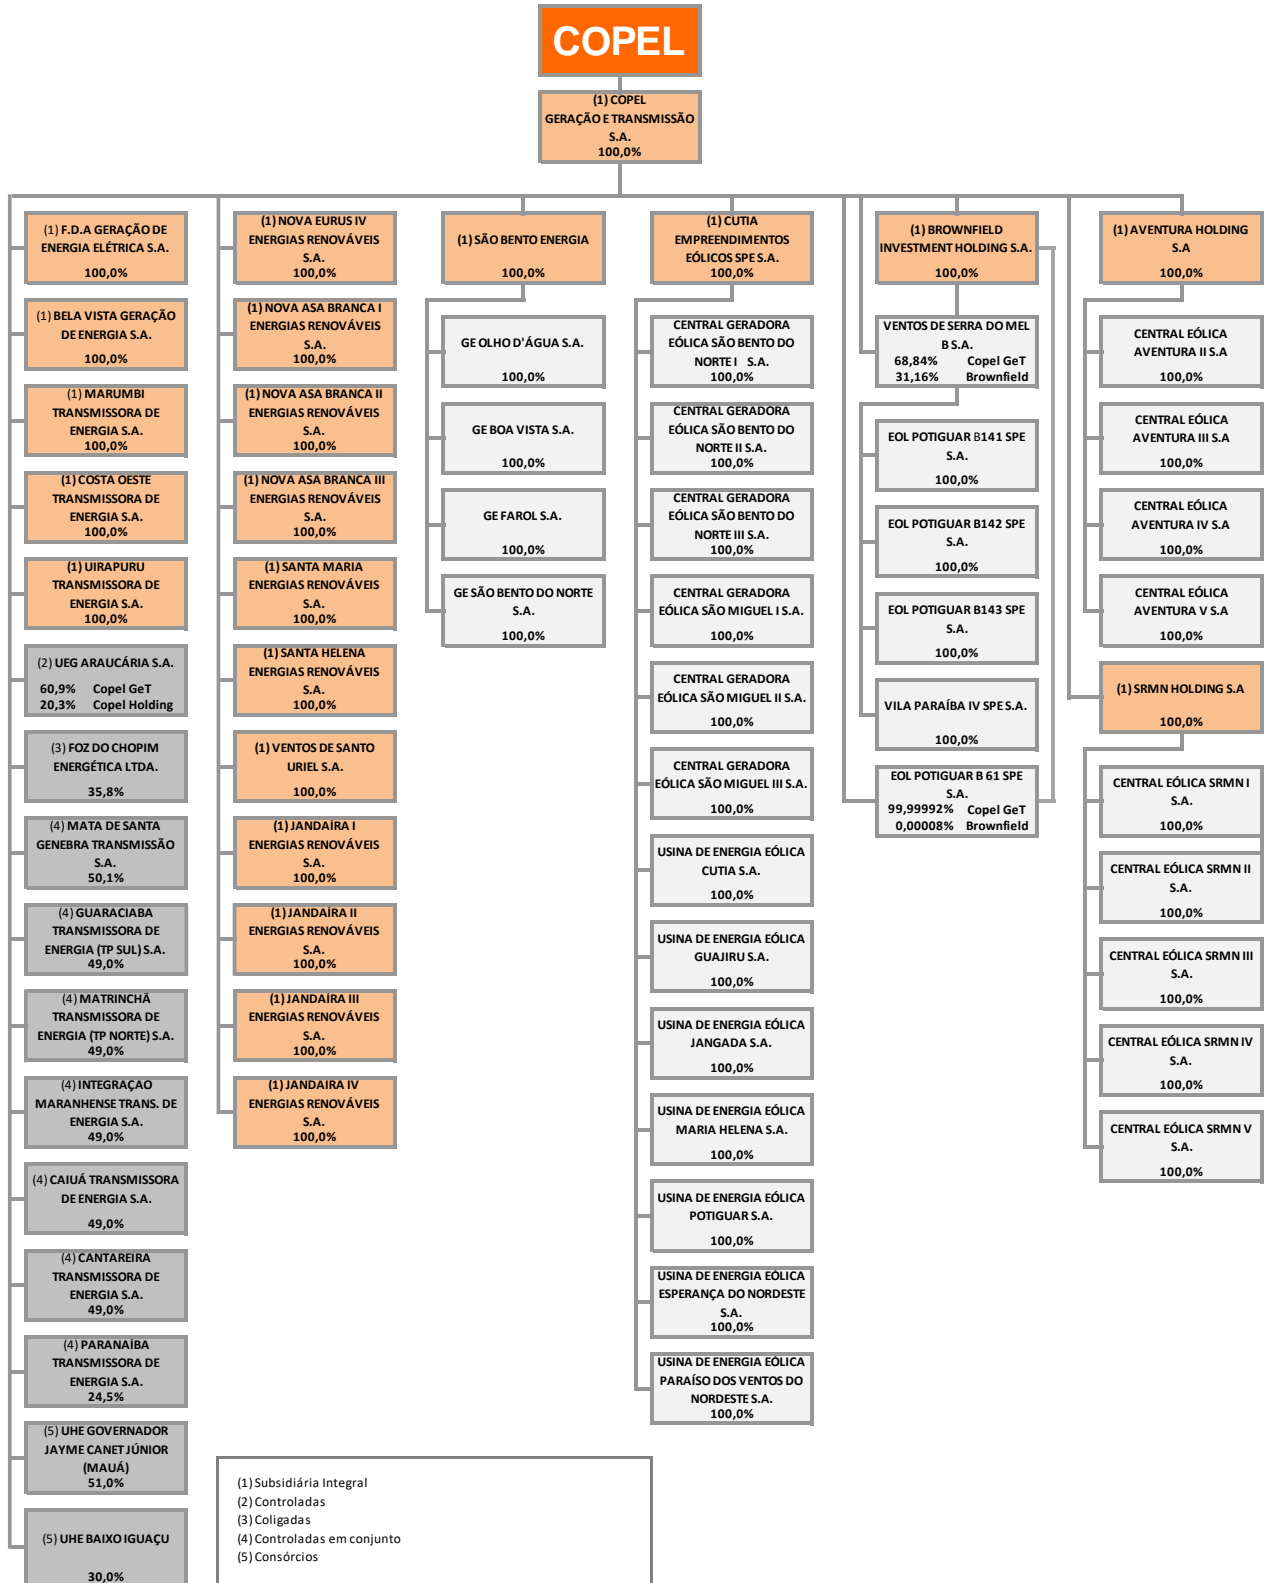 COPEL
(1) COPEL
GERAÇÃO E TRANSMISSÃO
S.A.
100,0%
(1) F.D.A GERAÇÃO DE
ENERGIA ELÉTRICA S.A.
100,0%
(1) BELA VISTA GERAÇÃO
DE ENERGIA S.A.
100,0%
(1) MARUMBI
TRANSMISSORA DE
ENERGIA S.A.
100,0%
(1) COSTA OESTE
TRANSMISSORA DE
ENERGIA S.A.
100,0%
(1) UIRAPURU
TRANSMISSORA DE
ENERGIA S.A.
100,0%
(2) UEG ARAUCÁRIA S.A.
60,9% Copel GeT
20,3% Copel Holding
(3) FOZ DO CHOPIM
ENERGÉTICA LTDA.
35,8%
(4) MATA DE SANTA
GENEBRA TRANSMISSÃO
S.A.
50,1%
(4) GUARACIABA
TRANSMISSORA DE
ENERGIA (TP SUL) S.A.
49,0%
(4) MATRINCHÃ
TRANSMISSORA DE
ENERGIA (TP NORTE) S.A.
49,0%
(4) INTEGRAÇAO
MARANHENSE TRANS. DE
ENERGIA S.A.
49,0%
(4) CAIUÁ TRANSMISSORA
DE ENERGIA S.A.
49,0%
(4) CANTAREIRA
TRANSMISSORA DE
ENERGIA S.A.
49,0%
(4) PARANAÍBA
TRANSMISSORA DE
ENERGIA S.A.
24,5%
(5) UHE GOVERNADOR
JAYME CANET JÚNIOR
(MAUÁ)
51,0%
(5) UHE BAIXO IGUAÇU
30,0%
(1) NOVA EURUS IV
ENERGIAS RENOVÁVEIS
S.A.
100,0%
(1) NOVA ASA BRANCA I
ENERGIAS RENOVÁVEIS
S.A.
100,0%
(1) NOVA ASA BRANCA II
ENERGIAS RENOVÁVEIS
S.A.
100,0%
(1) NOVA ASA BRANCA III
ENERGIAS RENOVÁVEIS
S.A.
100,0%
(1) SANTA MARIA
ENERGIAS RENOVÁVEIS
S.A.
100,0%
(1) SANTA HELENA
ENERGIAS RENOVÁVEIS
S.A.
100,0%
(1) VENTOS DE SANTO
URIEL S.A.
100,0%
(1) JANDAÍRA I
ENERGIAS RENOVÁVEIS
S.A.
100,0%
(1) JANDAÍRA II
ENERGIAS RENOVÁVEIS
S.A.
100,0%
(1) JANDAÍRA III
ENERGIAS RENOVÁVEIS
S.A.
100,0%
(1) JANDAIRA IV
ENERGIAS RENOVÁVEIS
S.A.
100,0%
(1) SÃO BENTO ENERGIA
100,0%
GE OLHO D'ÁGUA S.A.
100,0%
GE BOA VISTA S.A.
100,0%
GE FAROL S.A.
100,0%
GE SÃO BENTO DO NORTE
S.A.
100,0%
(1) CUTIA
EMPREENDIMENTOS
EÓLICOS SPE S.A.
100,0%
CENTRAL GERADORA
EÓLICA SÃO BENTO DO
NORTE I S.A.
100,0%
CENTRAL GERADORA
EÓLICA SÃO BENTO DO
NORTE II S.A.
100,0%
CENTRAL GERADORA
EÓLICA SÃO BENTO DO
NORTE III S.A.
100,0%
CENTRAL GERADORA
EÓLICA SÃO MIGUEL I S.A.
100,0%
CENTRAL GERADORA
EÓLICA SÃO MIGUEL II S.A.
100,0%
CENTRAL GERADORA
EÓLICA SÃO MIGUEL III S.A.
100,0%
USINA DE ENERGIA EÓLICA
CUTIA S.A.
100,0%
USINA DE ENERGIA EÓLICA
GUAJIRU S.A.
100,0%
USINA DE ENERGIA EÓLICA
JANGADA S.A.
100,0%
USINA DE ENERGIA EÓLICA
MARIA HELENA S.A.
100,0%
USINA DE ENERGIA EÓLICA
POTIGUAR S.A.
100,0%
USINA DE ENERGIA EÓLICA
ESPERANÇA DO NORDESTE
S.A.
100,0%
USINA DE ENERGIA EÓLICA
PARAÍSO DOS VENTOS DO
NORDESTE S.A.
100,0%
(1) BROWNFIELD
INVESTMENT HOLDING S.A.
100,0%
VENTOS DE SERRA DO MEL
B S.A.
68,84% Copel GeT
31,16% Brownfield
EOL POTIGUAR B141 SPE
S.A.
100,0%
EOL POTIGUAR B142 SPE
S.A.
100,0%
EOL POTIGUAR B143 SPE
S.A.
100,0%
VILA PARAÍBA IV SPE S.A.
100,0%
EOL POTIGUAR B 61 SPE
S.A.
99,99992% Copel GeT
0,00008% Brownfield
(1) AVENTURA HOLDING
S.A
100,0%
CENTRAL EÓLICA
AVENTURA II S.A
100,0%
CENTRAL EÓLICA
AVENTURA III S.A
100,0%
CENTRAL EÓLICA
AVENTURA IV S.A
100,0%
CENTRAL EÓLICA
AVENTURA V S.A
100,0%
(1) SRMN HOLDING S.A
100,0%
CENTRAL EÓLICA SRMN I
S.A.
100,0%
CENTRAL EÓLICA SRMN II
S.A.
100,0%
CENTRAL EÓLICA SRMN III
S.A.
100,0%
CENTRAL EÓLICA SRMN IV
S.A.
100,0%
CENTRAL EÓLICA SRMN V
S.A.
100,0%
(1) Subsidiária Integral
(2) Controladas
(3) Coligadas
(4) Controladas em conjunto
(5) Consórcios